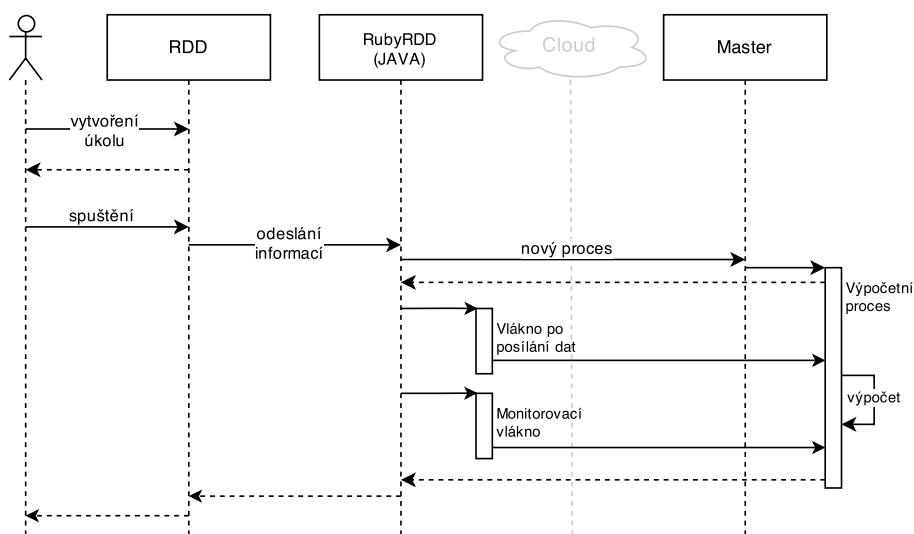 RDD
RubyRDD
(JAVA)
Cloud
Master
vytvoření
úkolu
spuštění
odeslání
informací
nový proces
Výpočetní
proces
Vlákno po
posílání dat
výpočet
Monitorovací
vlákno